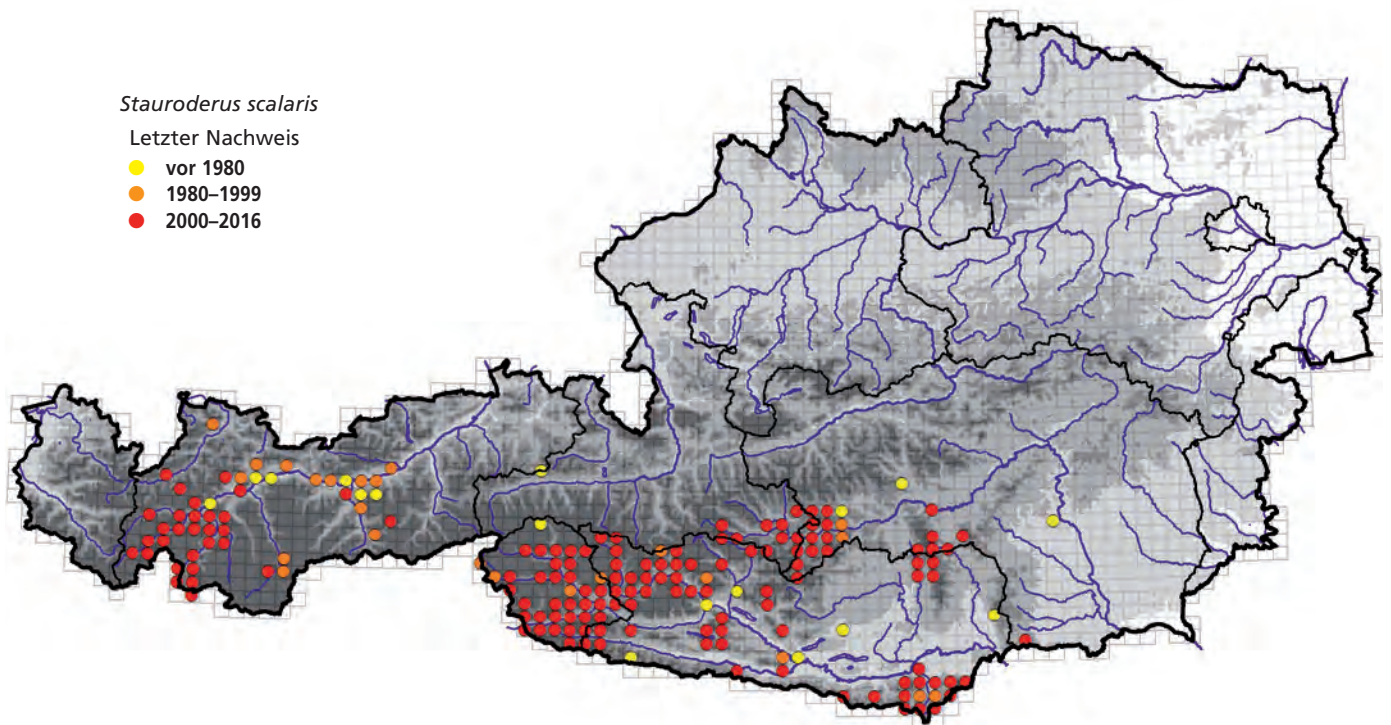 Stauroderus scalaris
Letzter Nachweis
vor 1980
1980–1999
2000–2016